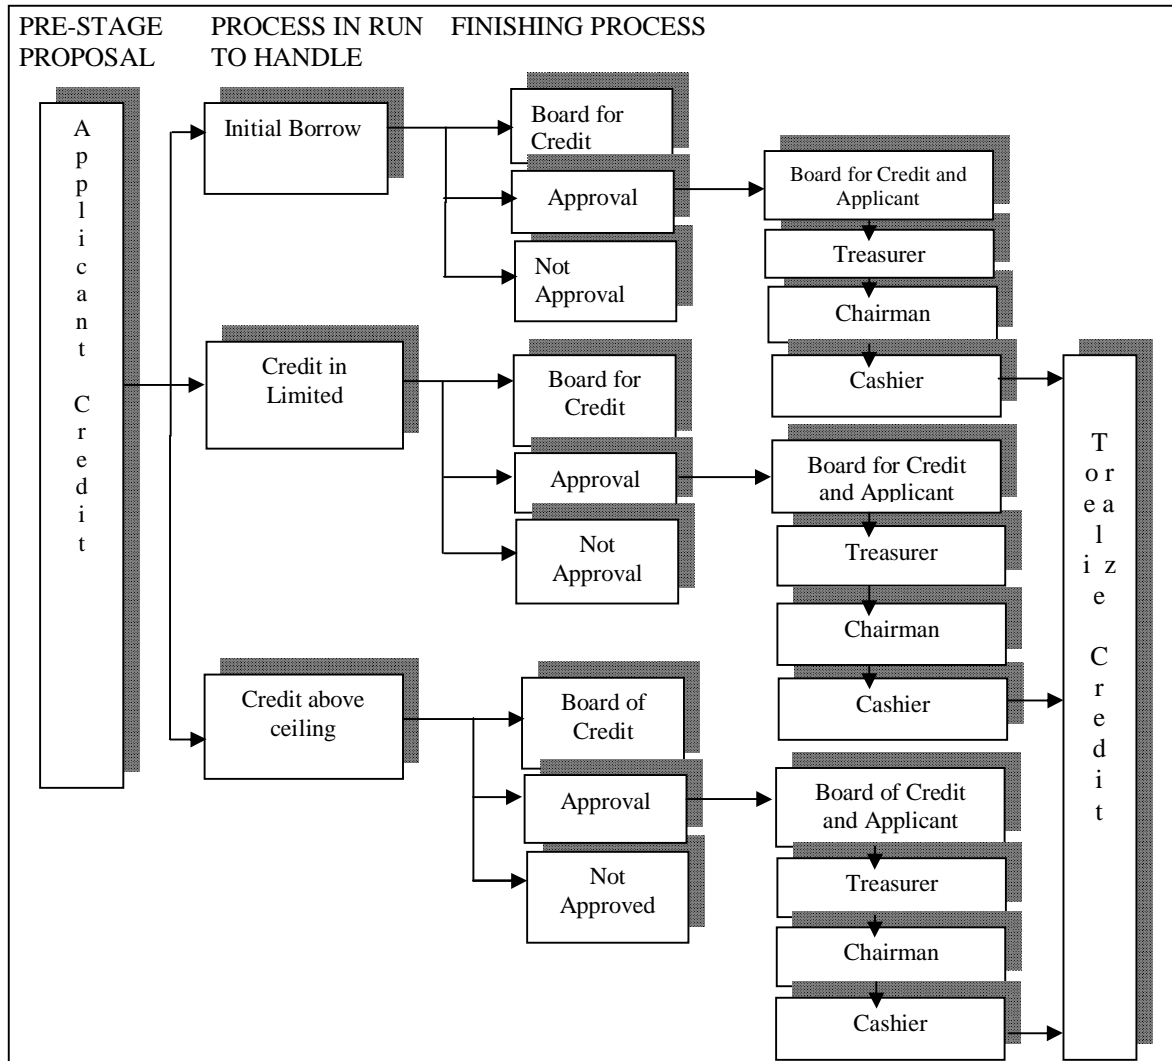 PRE-STAGE
PROPOSAL
PROCESS IN RUN
TO HANDLE
FINISHING PROCESS
Applicant Credit
Initial Borrow
Board for
Credit
Approval
Not
Approval
Board for Credit and
Applicant
Treasurer
Chairman
Cashier
Credit in
Limited
Board for
Credit
Approval
Not
Approval
Board for Credit
and Applicant
Treasurer
Chairman
Cashier
Credit above
ceiling
Board of
Credit
Approval
Not
Approved
Board of Credit
and Applicant
Treasurer
Chairman
Cashier
T
o r
e a
l
i z
e
C
r
e
d
i
t